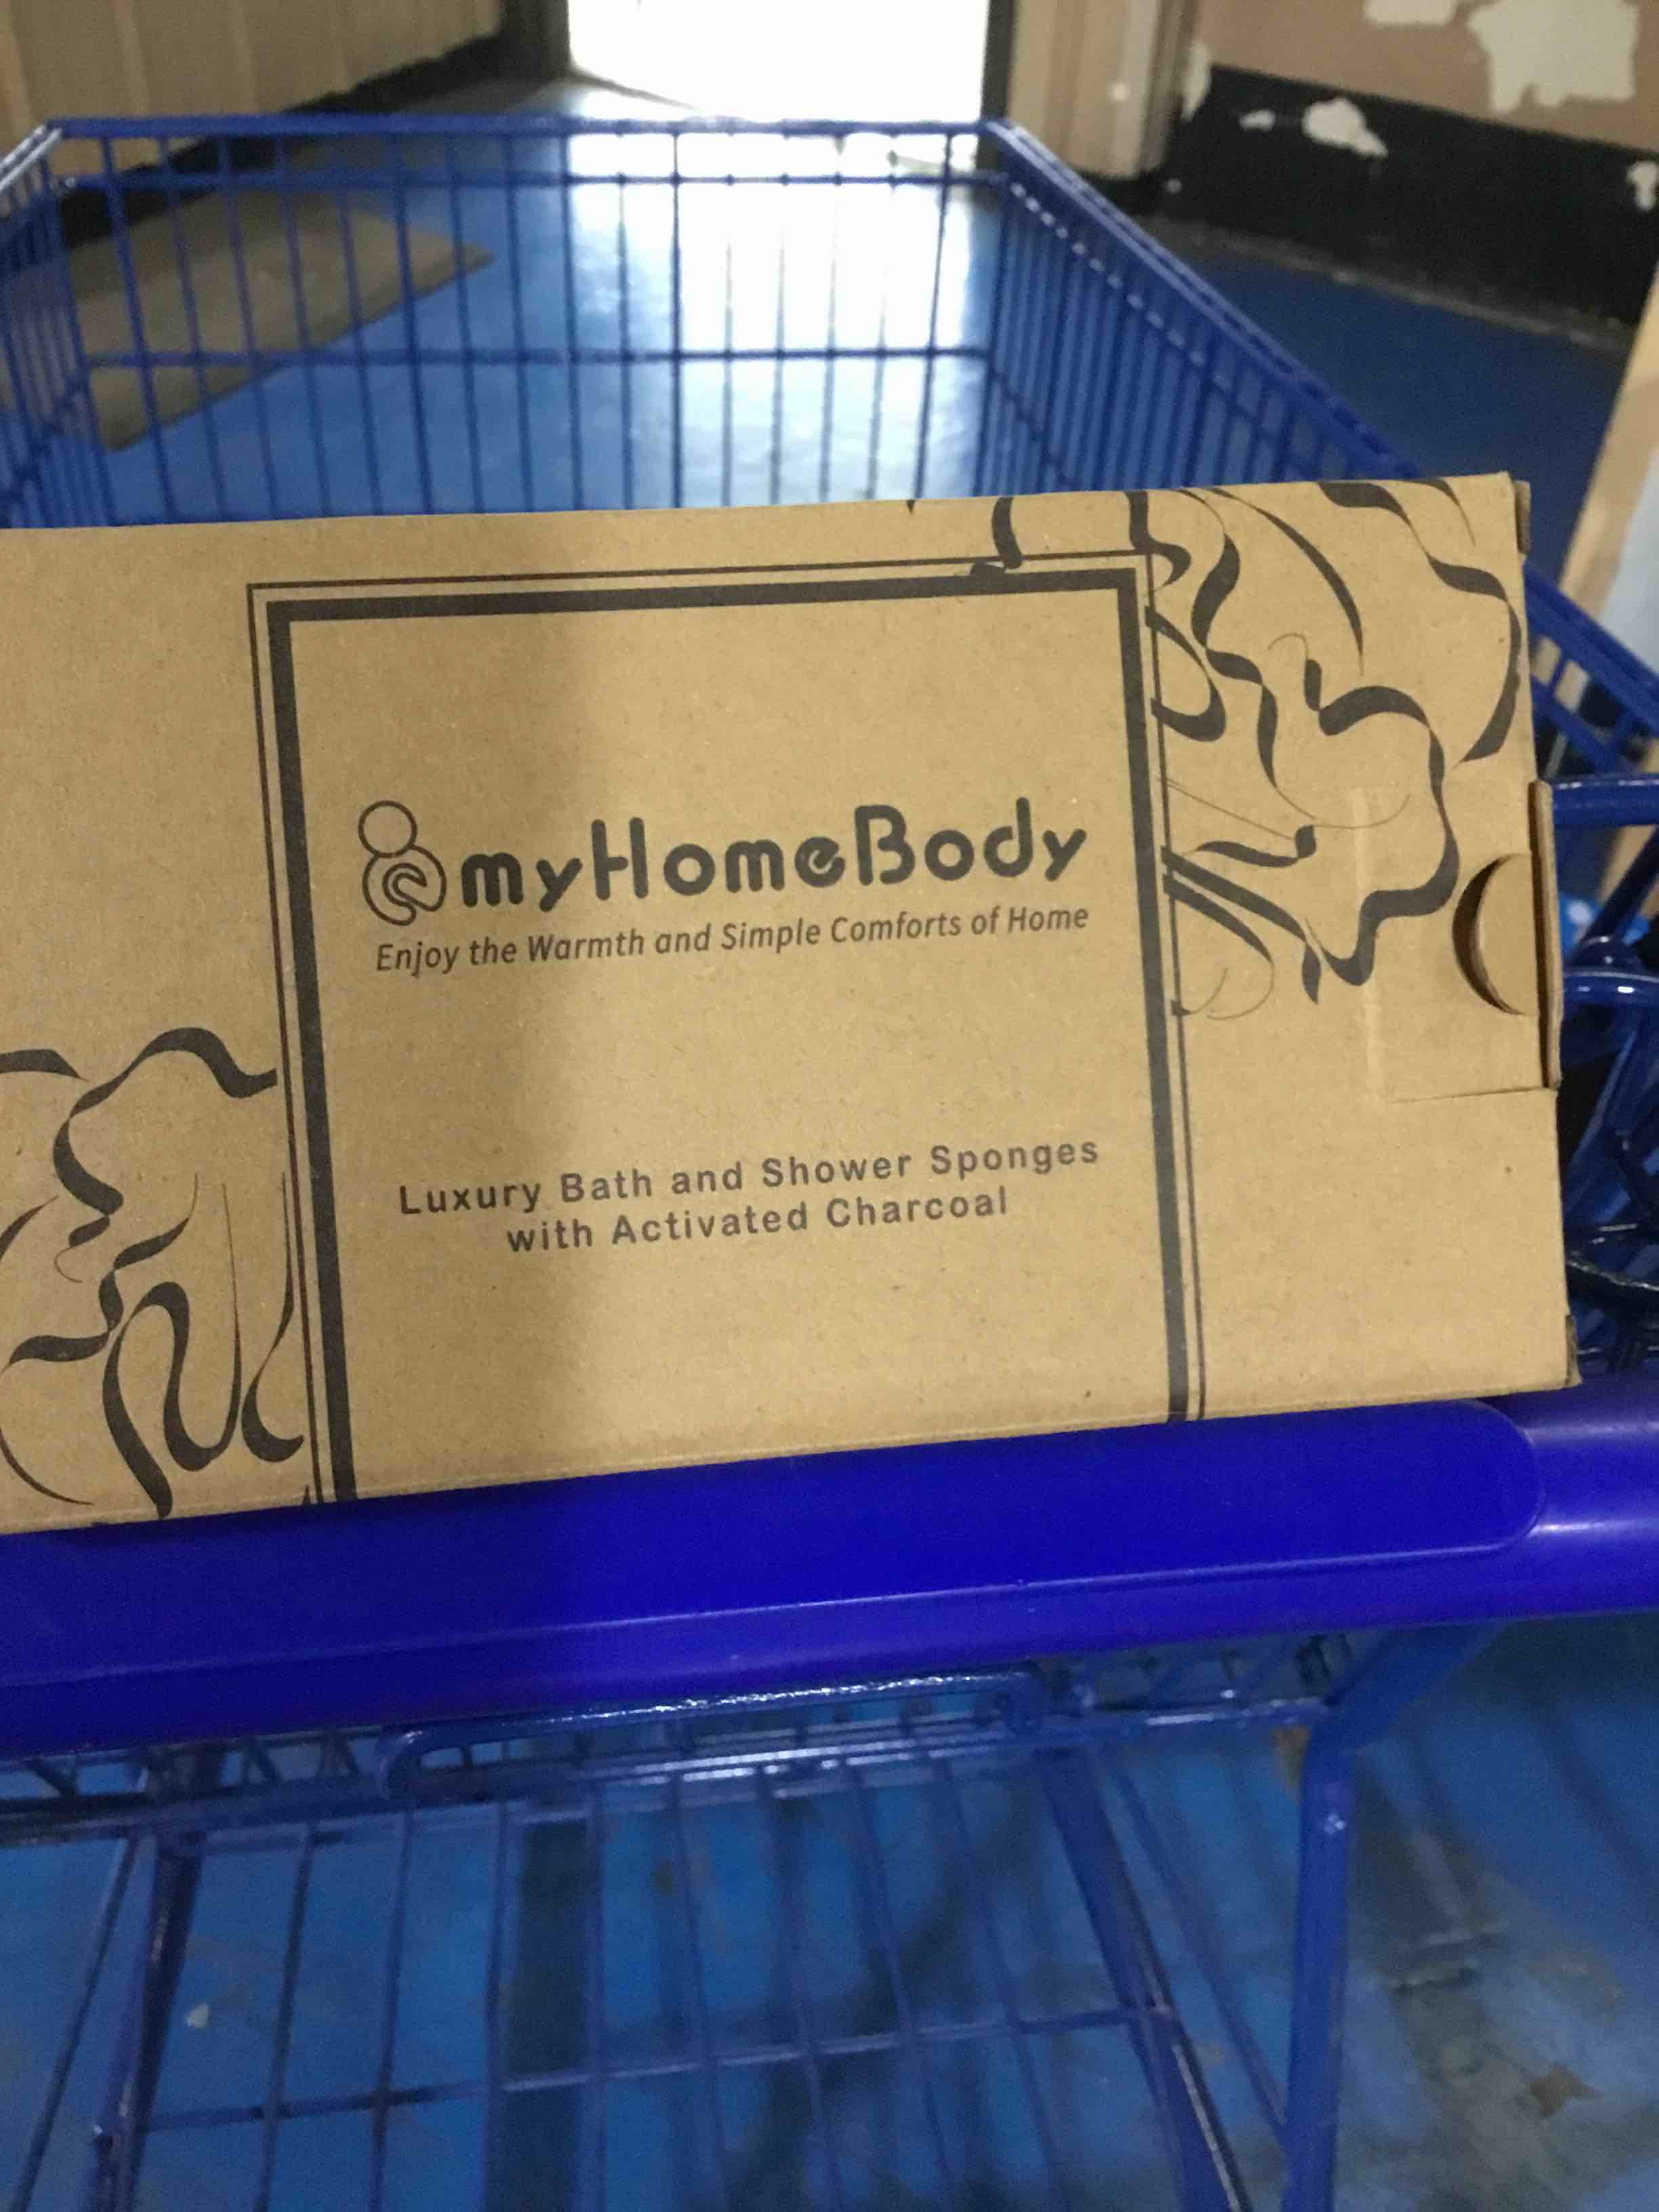 myHomeBody
Enjoy the Warmth and Simple Comforts of Home
Luxury Bath and Shower Sponges
with Activated Charcoal